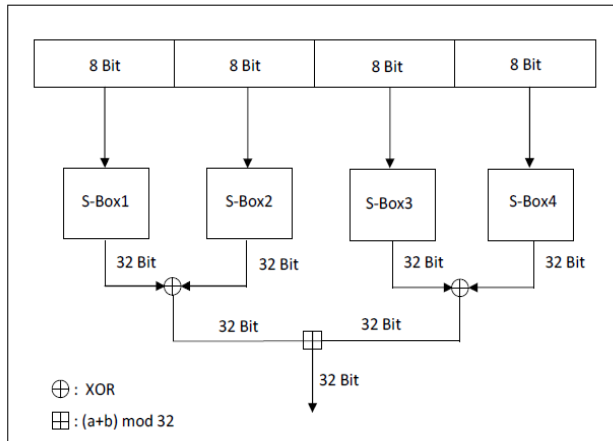 8 Bit 8 Bit 8 Bit 8 Bit
S-Box1 S-Box2 S-Box3 S-Box4
32 Bit 32 Bit 32 Bit 32 Bit
32 Bit 32 Bit
32 Bit
: XOR
: (a+b) mod 32